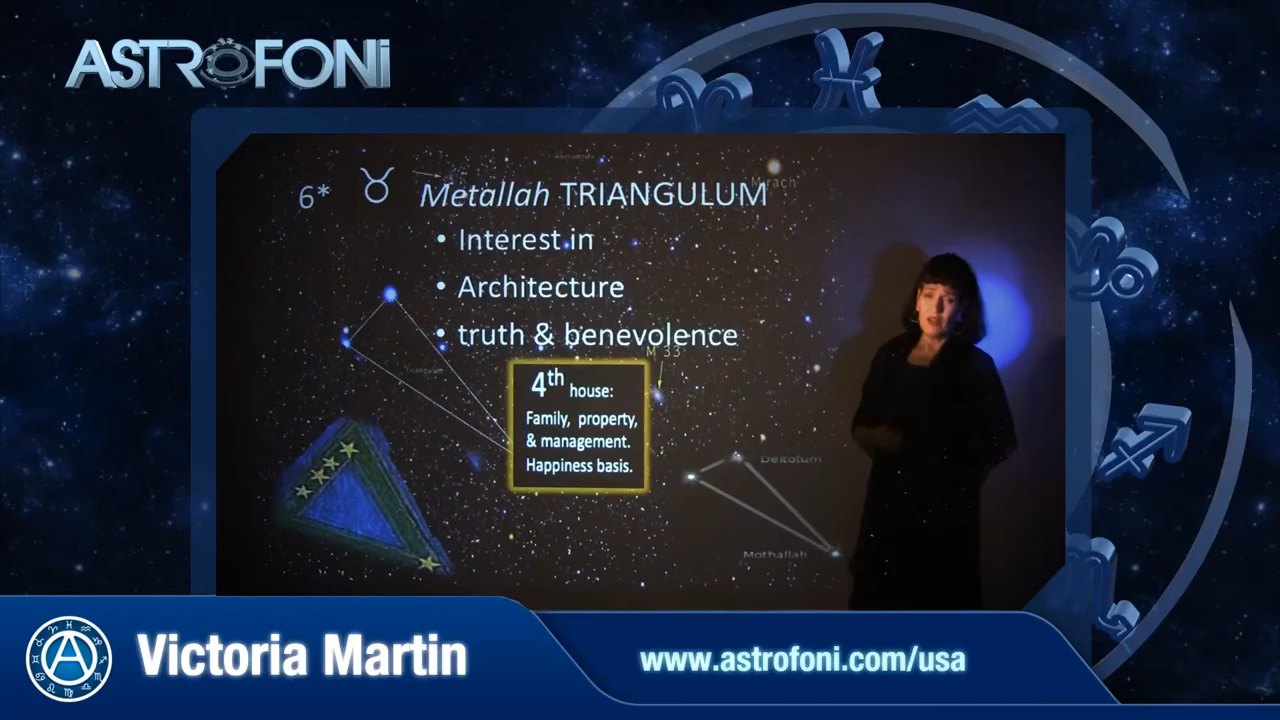 ASTROFONi
Mirach
6* ♉ Metallah TRIANGULUM
• Interest in
• Architecture
• truth & benevolence
M 33
4th house:
Family, property,
& management.
Happiness basis.
Deltotum
Mothallah
Victoria Martin
www.astrofoni.com/usa